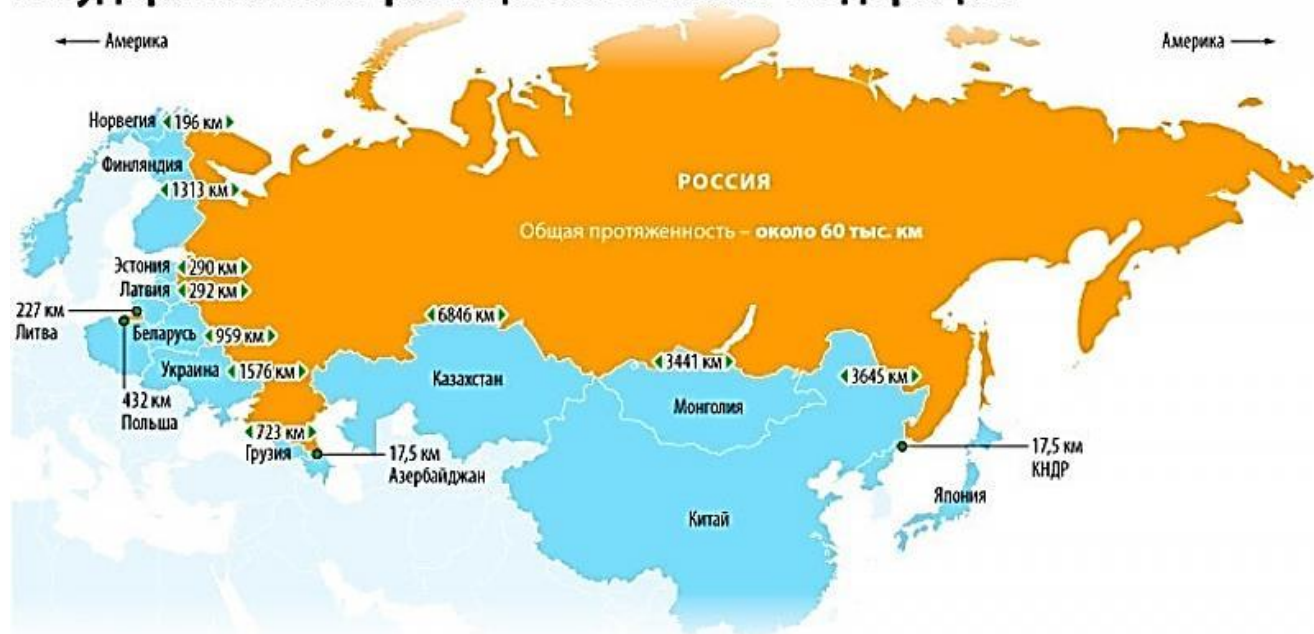 ← Америка
Америка →
Норвегия 196 км
Финляндия
1313 км
РОССИЯ
Общая протяженность – около 60 тыс. км
Эстония 290 км
Латвия 292 км
227 км
Литва
Беларусь 959 км
6846 км
Украина 1576 км
Казахстан
3441 км
3645 км
Монголия
432 км
Польша
723 км
Грузия
17,5 км
Азербайджан
17,5 км
КНДР
Япония
Китай